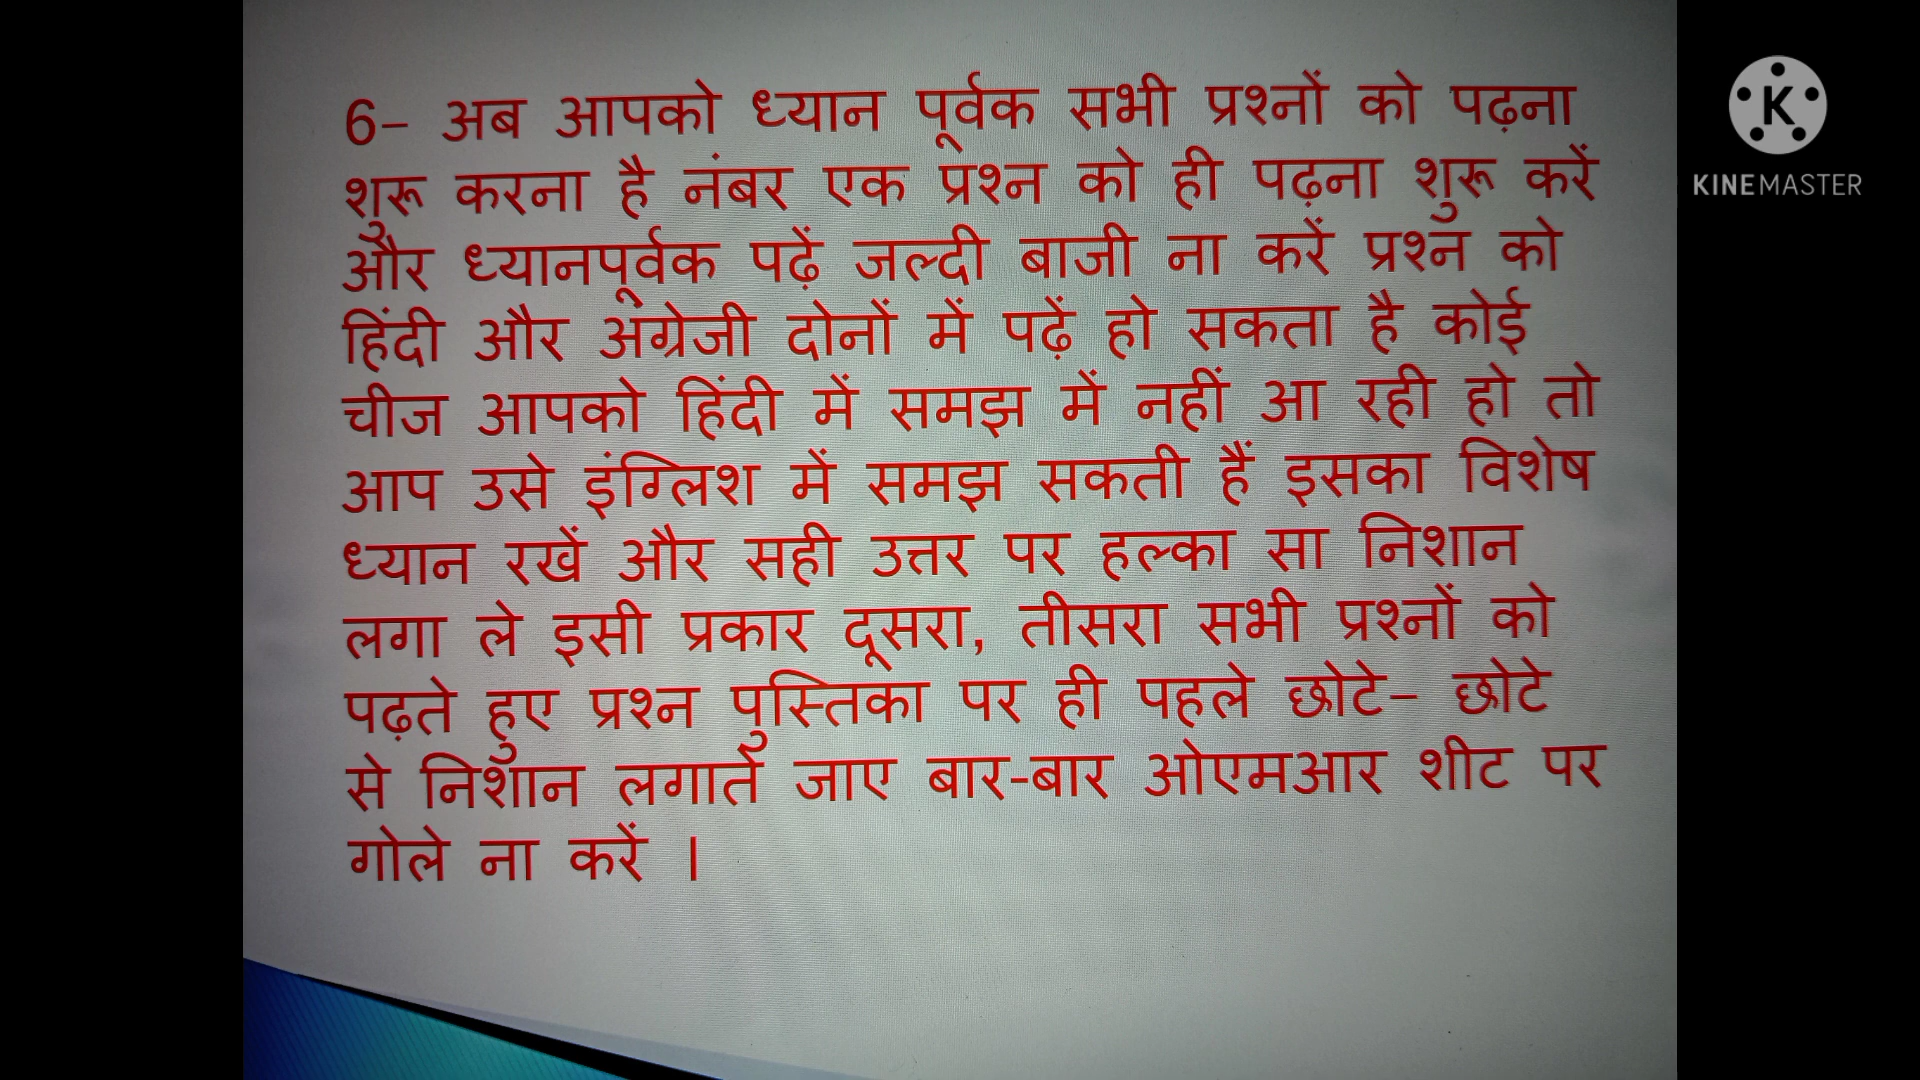 6– अब आपको ध्यान पूर्वक सभी प्रश्नों को पढ़ना
शुरू करना है नंबर एक प्रश्न को ही पढ़ना शुरू करें
और ध्यानपूर्वक पढ़ें जल्दी बाजी ना करें प्रश्न को
हिंदी और अंग्रेजी दोनों में पढ़ें हो सकता है कोई
चीज आपको हिंदी में समझ में नहीं आ रही हो तो
आप उसे इंग्लिश में समझ सकती हैं इसका विशेष
ध्यान रखें और सही उत्तर पर हल्का सा निशान
लगा ले इसी प्रकार दूसरा, तीसरा सभी प्रश्नों को
पढ़ते हुए प्रश्न पुस्तिका पर ही पहले छोटे– छोटे
से निशान लगाते जाए बार-बार ओएमआर शीट पर
गोले ना करें ।
K
KINEMASTER